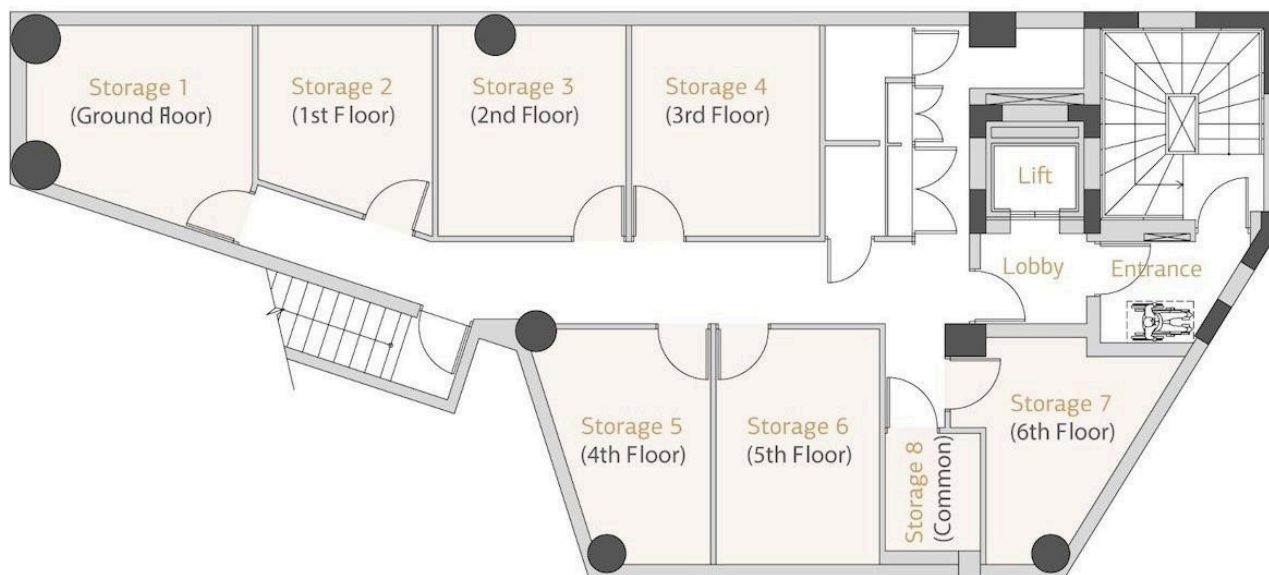 Storage 1
(Ground Floor)
Storage 2
(1st Floor)
Storage 3
(2nd Floor)
Storage 4
(3rd Floor)
Lift
Lobby
Entrance
Storage 5
(4th Floor)
Storage 6
(5th Floor)
Storage 8
(Common)
Storage 7
(6th Floor)